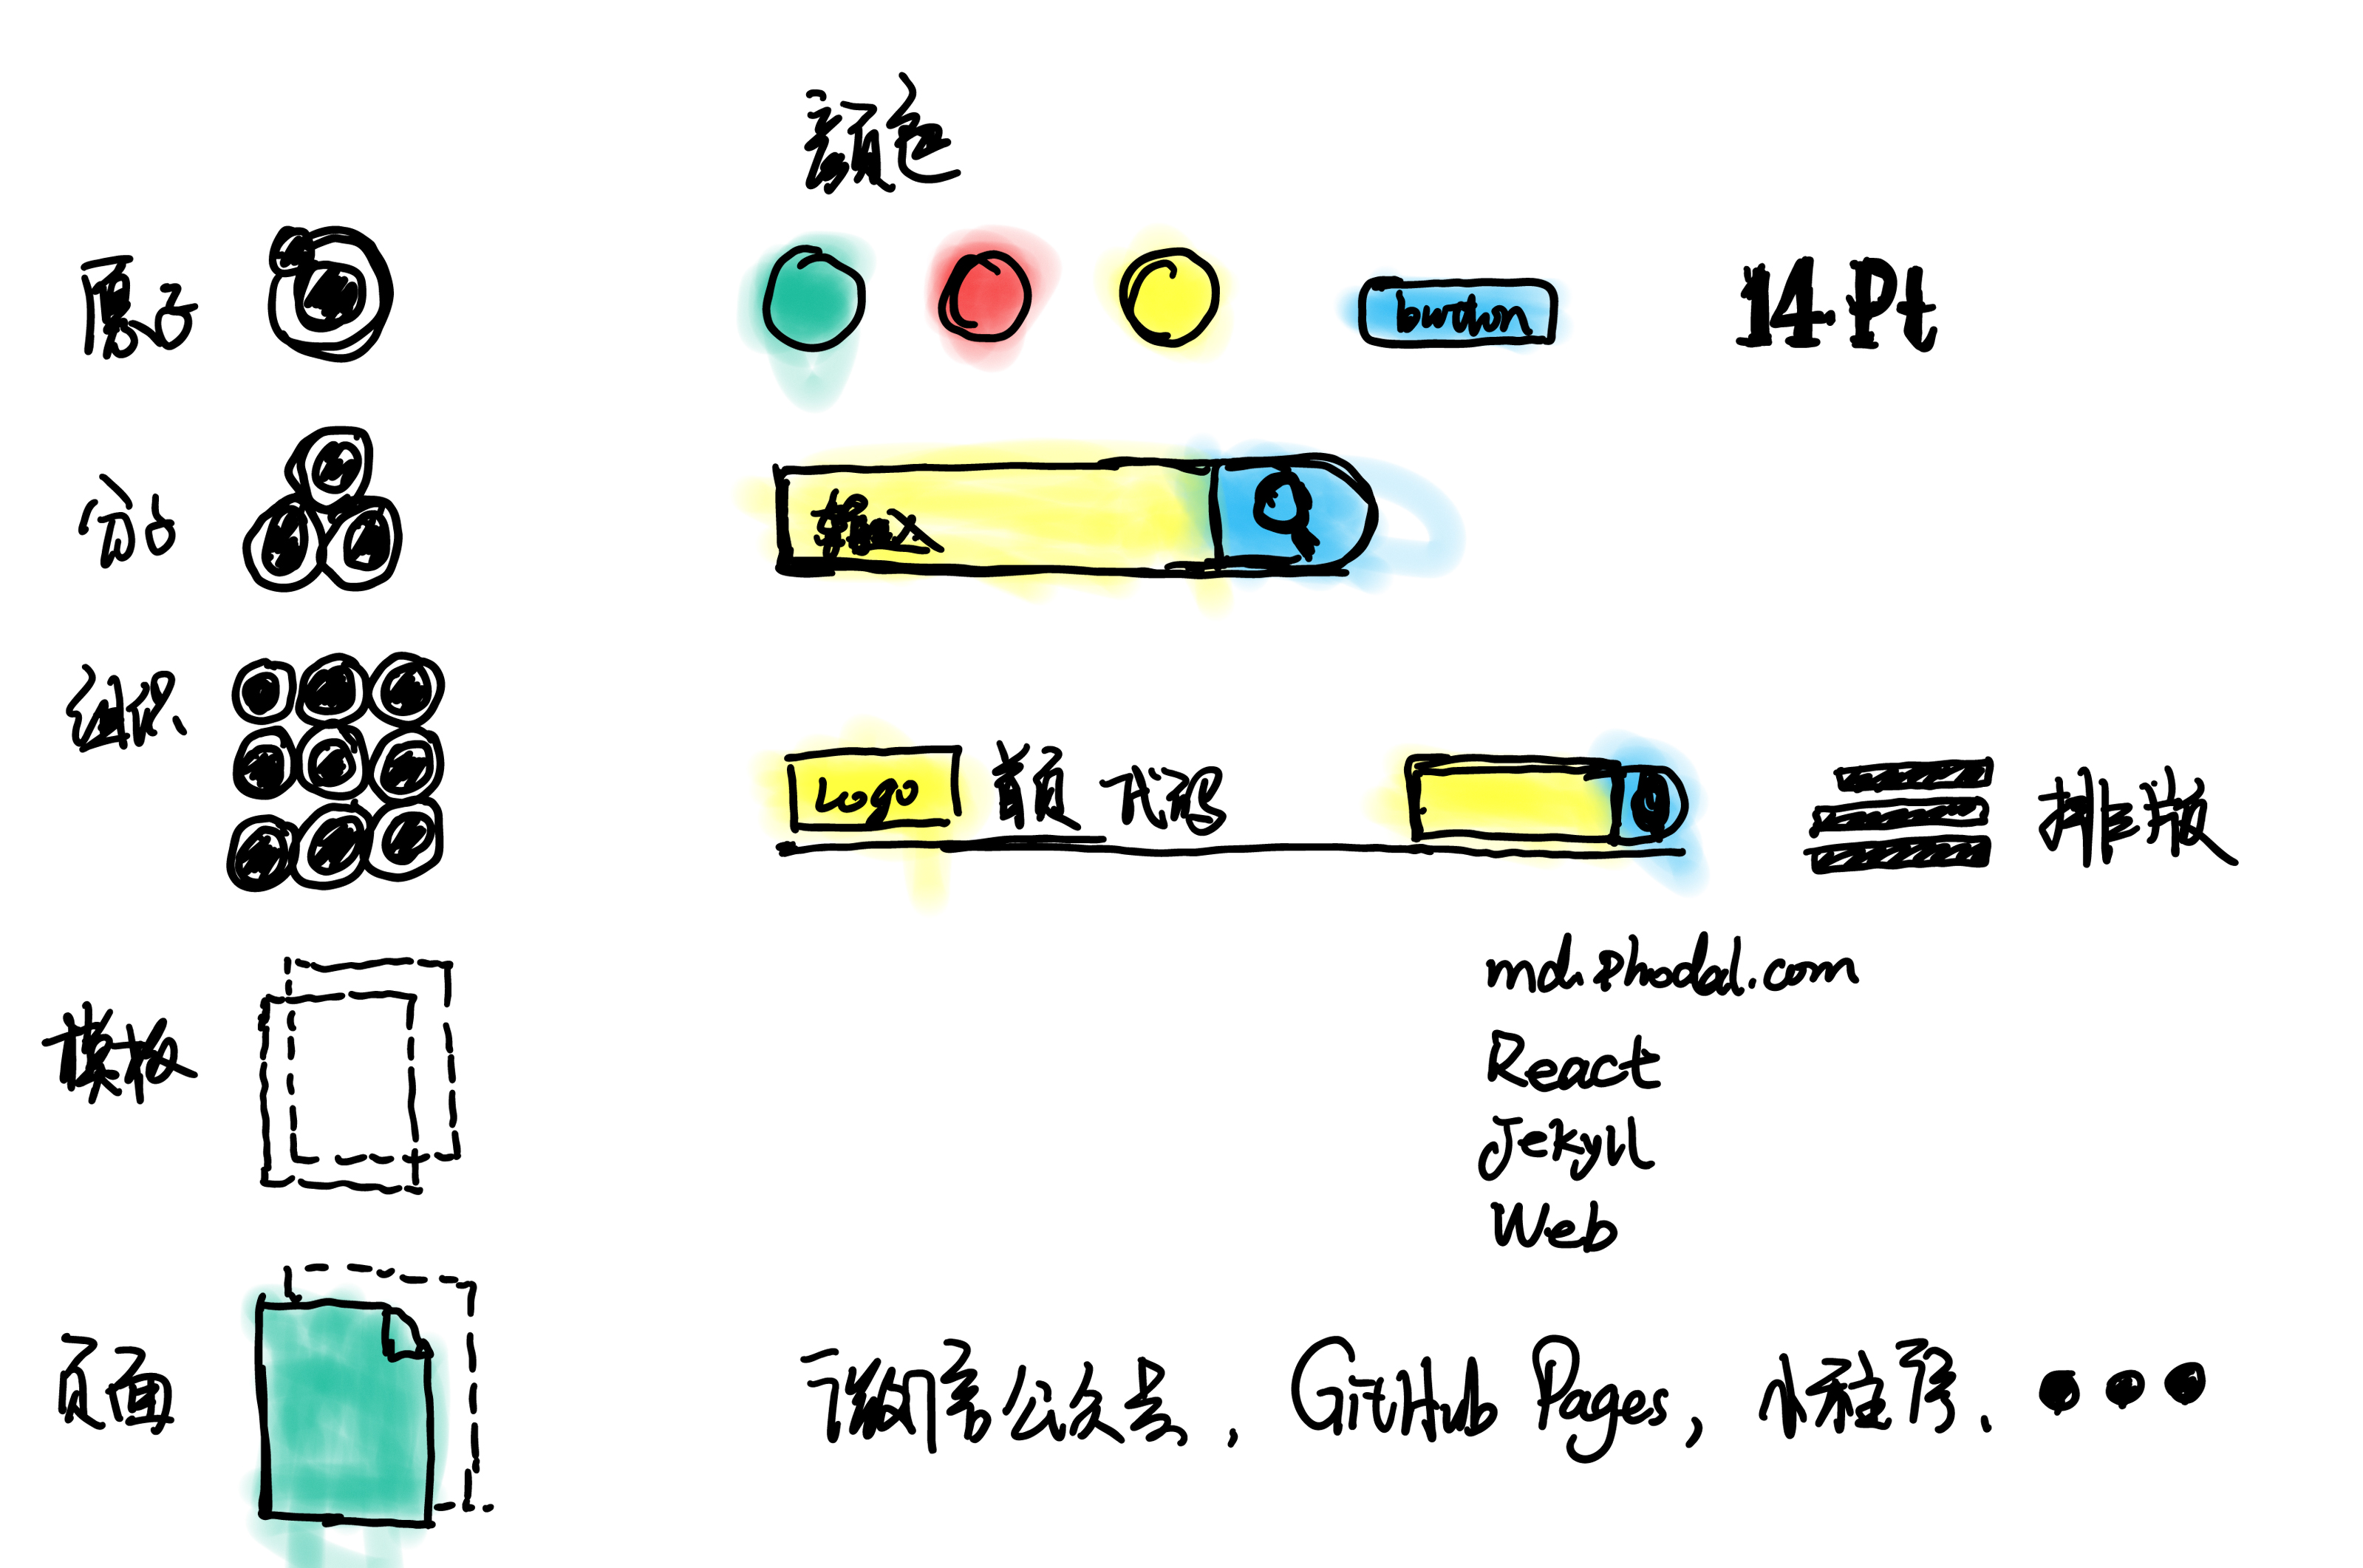 颜色
原子 button 14 Pt
分子 输入
组织 Logo 首页 代码 排版
md.phodal.com
模板 React
Jekyll
Web
页面 微信公众号, GitHub Pages, 小程序、